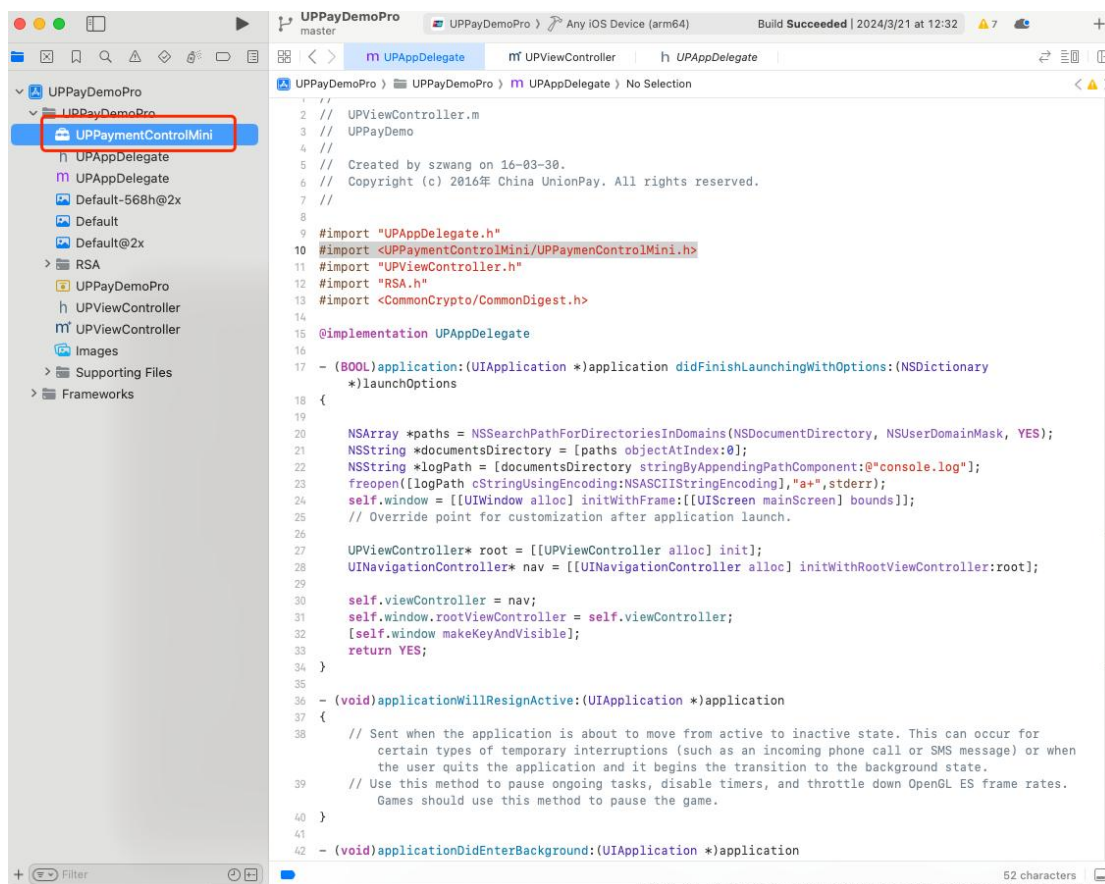 UPPayDemoPro
master
UPPayDemoPro 〉 Any iOS Device (arm64)
Build Succeeded | 2024/3/21 at 12:32
7
UPAppDelegate
UPViewController
UPAppDelegate
UPPayDemoPro 〉 UPPayDemoPro 〉 m UPAppDelegate 〉 No Selection
UPPayDemoPro
UPPayDemoPro
UPPaymentControlMini
h UPAppDelegate
m UPAppDelegate
Default-568h@2x
Default
Default@2x
RSA
UPPayDemoPro
h UPViewController
m UPViewController
Images
Supporting Files
Frameworks
1 //
2 // UPViewController.m
3 // UPPayDemo
4 //
5 // Created by szwang on 16-03-30.
6 // Copyright (c) 2016年 China UnionPay. All rights reserved.
7 //
8
9 #import "UPAppDelegate.h"
10 #import <UPPaymentControlMini/UPPaymenControlMini.h>
11 #import "UPViewController.h"
12 #import "RSA.h"
13 #import <CommonCrypto/CommonDigest.h>
14
15 @implementation UPAppDelegate
16
17 - (BOOL)application:(UIApplication *)application didFinishLaunchingWithOptions:(NSDictionary
*)launchOptions
18 {
19
20 NSArray *paths = NSSearchPathForDirectoriesInDomains(NSDocumentDirectory, NSUserDomainMask, YES);
21 NSString *documentsDirectory = [paths objectAtIndex:0];
22 NSString *logPath = [documentsDirectory stringByAppendingPathComponent:@"console.log"];
23 freopen([logPath cStringUsingEncoding:NSASCIIStringEncoding],"a+",stderr);
24 self.window = [[UIWindow alloc] initWithFrame:[[UIScreen mainScreen] bounds]];
25 // Override point for customization after application launch.
26
27 UPViewController* root = [[UPViewController alloc] init];
28 UINavigationController* nav = [[UINavigationController alloc] initWithRootViewController:root];
29
30 self.viewController = nav;
31 self.window.rootViewController = self.viewController;
32 [self.window makeKeyAndVisible];
33 return YES;
34 }
35
36 - (void)applicationWillResignActive:(UIApplication *)application
37 {
38 // Sent when the application is about to move from active to inactive state. This can occur for
certain types of temporary interruptions (such as an incoming phone call or SMS message) or when
the user quits the application and it begins the transition to the background state.
39 // Use this method to pause ongoing tasks, disable timers, and throttle down OpenGL ES frame rates.
Games should use this method to pause the game.
40 }
41
42 - (void)applicationDidEnterBackground:(UIApplication *)application
Filter
52 characters